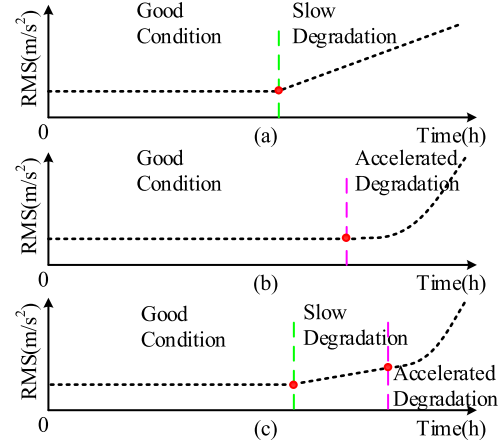 Good Slow
Condition Degradation
RMS(m/s²)
0 (a) Time(h)
Good Accelerated
Condition Degradation
RMS(m/s²)
0 (b) Time(h)
Good Slow
Condition Degradation
RMS(m/s²)
Accelerated
Degradation
0 (c) Time(h)